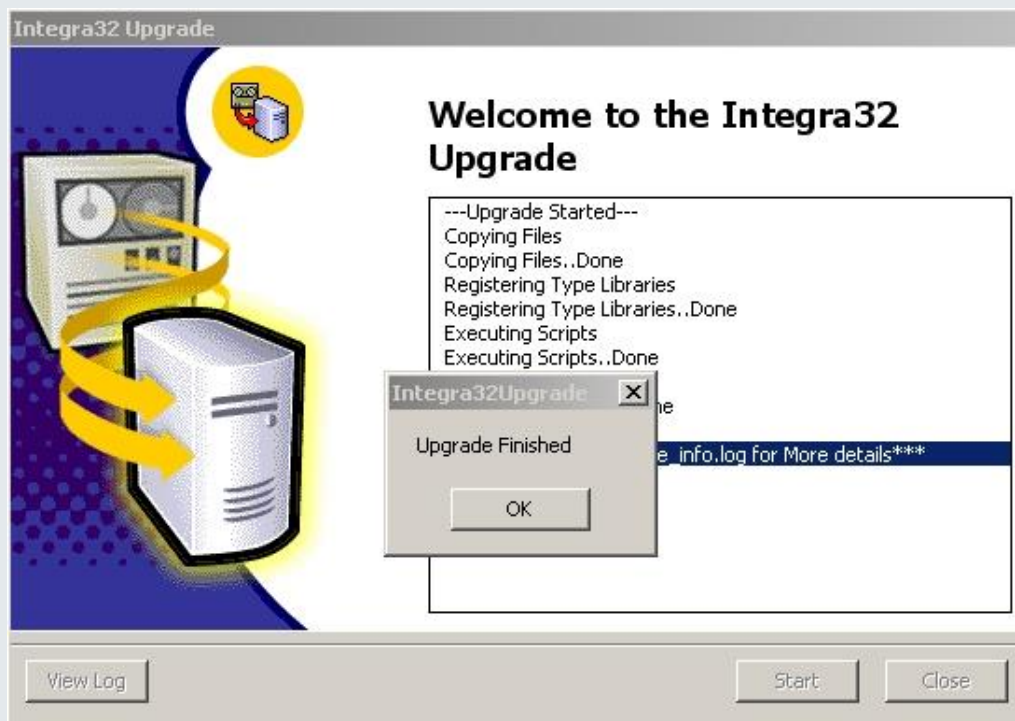 Integra32 Upgrade
Welcome to the Integra32
Upgrade
---Upgrade Started---
Copying Files
Copying Files..Done
Registering Type Libraries
Registering Type Libraries..Done
Executing Scripts
Executing Scripts..Done
Integra32Upgrade
Upgrade Finished
_info.log for More details***
OK
View Log
Start
Close